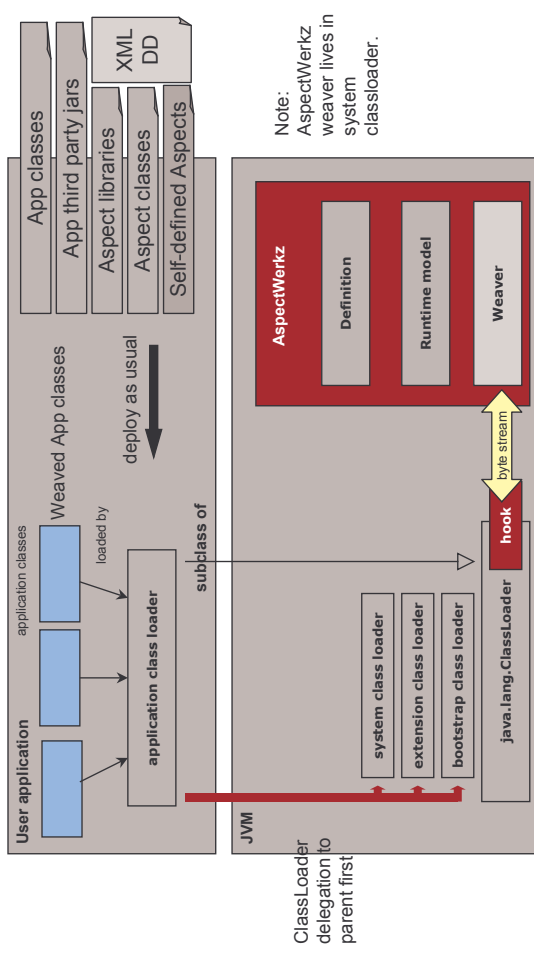 User application
application classes
Weaved App classes
loaded by
application class loader
deploy as usual
App classes
App third party jars
Aspect libraries
Aspect classes
Self-defined Aspects
XML
DD
subclass of
JVM
ClassLoader
delegation to
parent first
system class loader
extension class loader
bootstrap class loader
java.lang.ClassLoader
hook
byte stream
AspectWerkz
Definition
Runtime model
Weaver
Note:
AspectWerkz
weaver lives in
system
classloader.